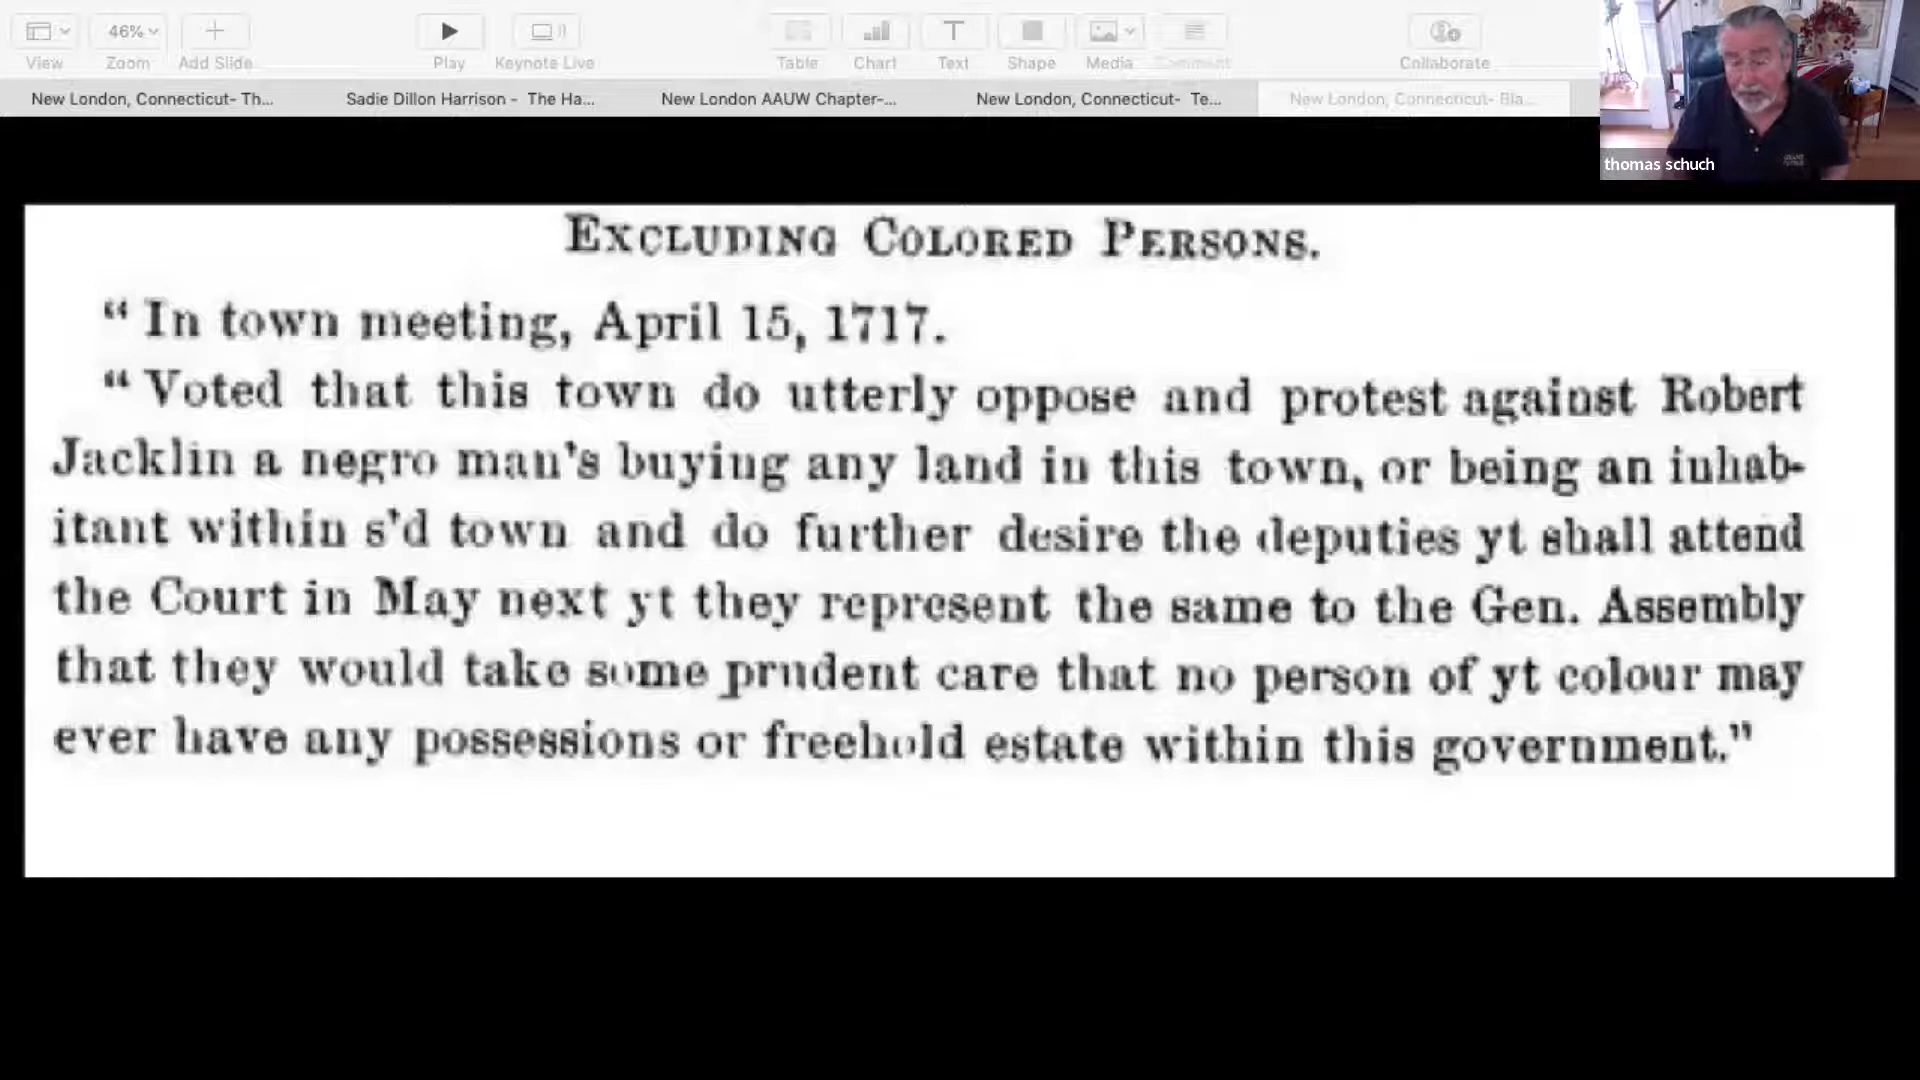 View
46%
Zoom
Add Slide
Play
Keynote Live
Table
Chart
Text
Shape
Media
Comment
Collaborate
New London, Connecticut- Th...
Sadie Dillon Harrison - The Ha...
New London AAUW Chapter-...
New London, Connecticut- Te...
New London, Connecticut- Bla...
thomas schuch
EXCLUDING COLORED PERSONS.
“ In town meeting, April 15, 1717.
“ Voted that this town do utterly oppose and protest against Robert
Jacklin a negro man's buying any land in this town, or being an inhab-
itant within s'd town and do further desire the deputies yt shall attend
the Court in May next yt they represent the same to the Gen. Assembly
that they would take some prudent care that no person of yt colour may
ever have any possessions or freehold estate within this government.”